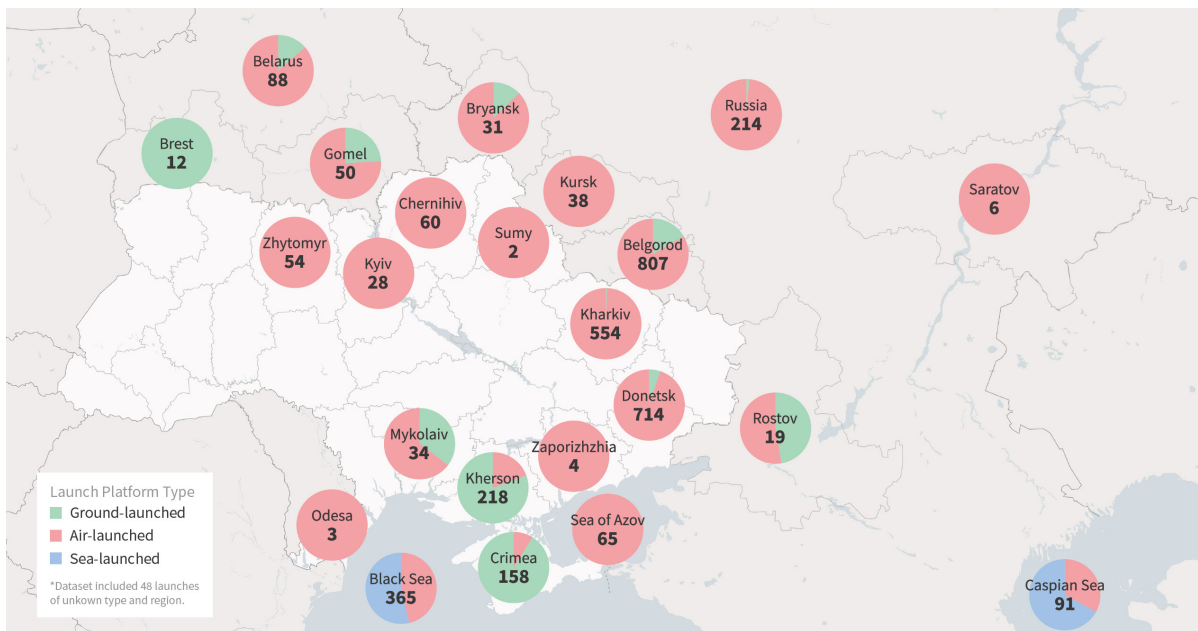 Belarus
88
Bryansk
31
Russia
214
Brest
12
Gomel
50
Kursk
38
Saratov
6
Chernihiv
60
Sumy
2
Zhytomyr
54
Kyiv
28
Belgorod
807
Kharkiv
554
Donetsk
714
Rostov
19
Mykolaiv
34
Zaporizhzhia
4
Kherson
218
Odesa
3
Sea of Azov
65
Crimea
158
Black Sea
365
Caspian Sea
91
Launch Platform Type
Ground-launched
Air-launched
Sea-launched
*Dataset included 48 launches
of unkown type and region.